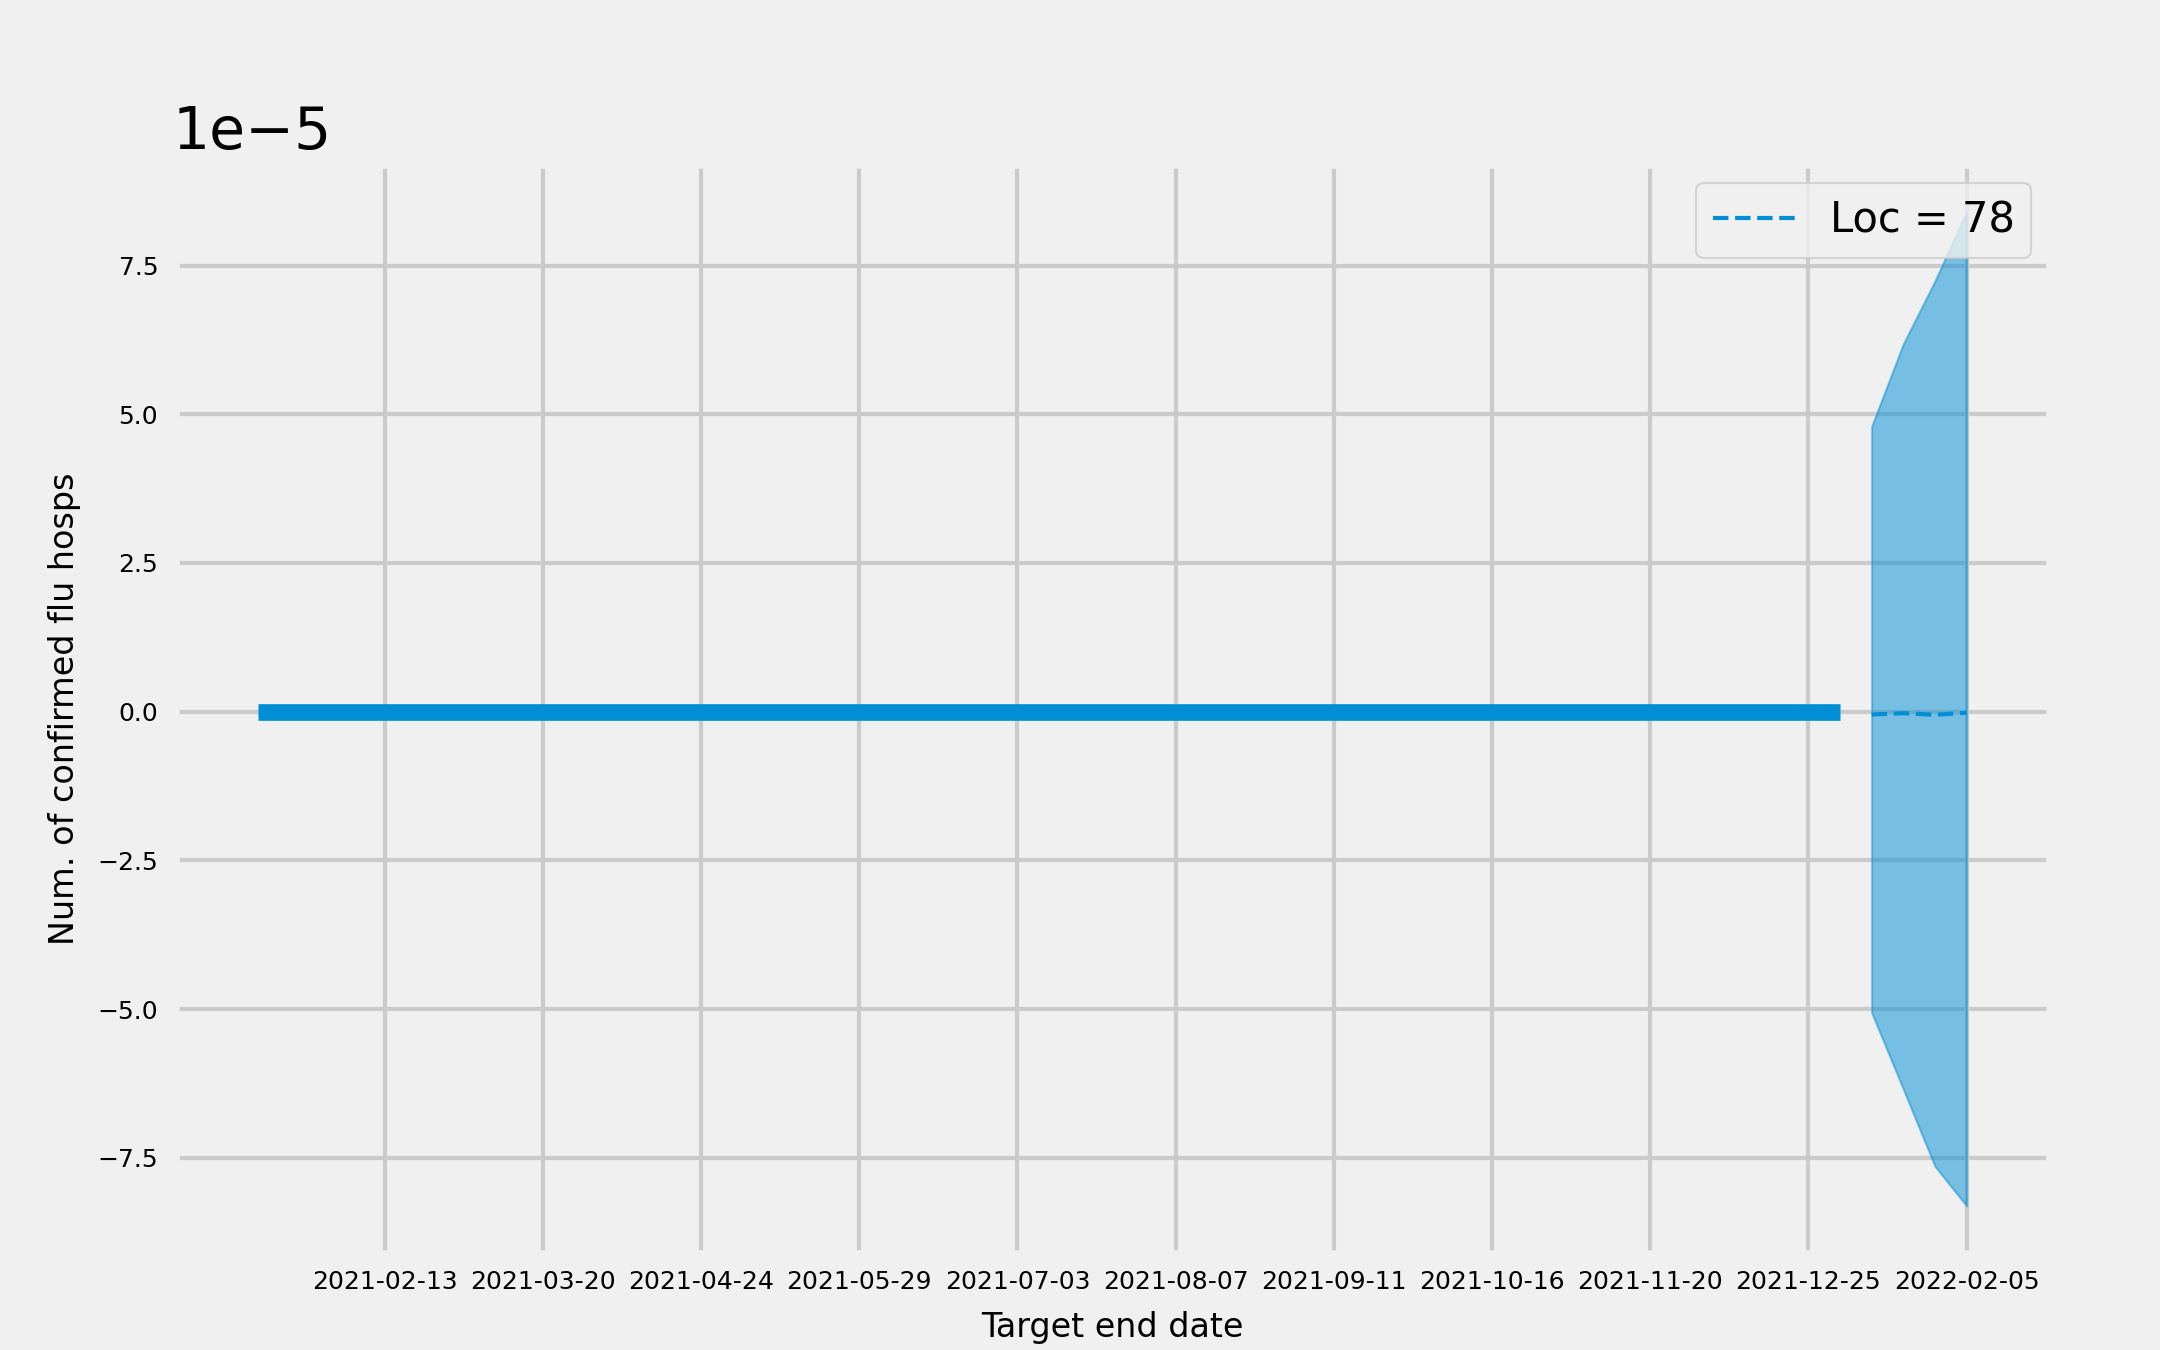 1e−5
Loc = 78
7.5
5.0
2.5
0.0
−2.5
−5.0
−7.5
Num. of confirmed flu hosps
2021-02-13 2021-03-20 2021-04-24 2021-05-29 2021-07-03 2021-08-07 2021-09-11 2021-10-16 2021-11-20 2021-12-25 2022-02-05
Target end date